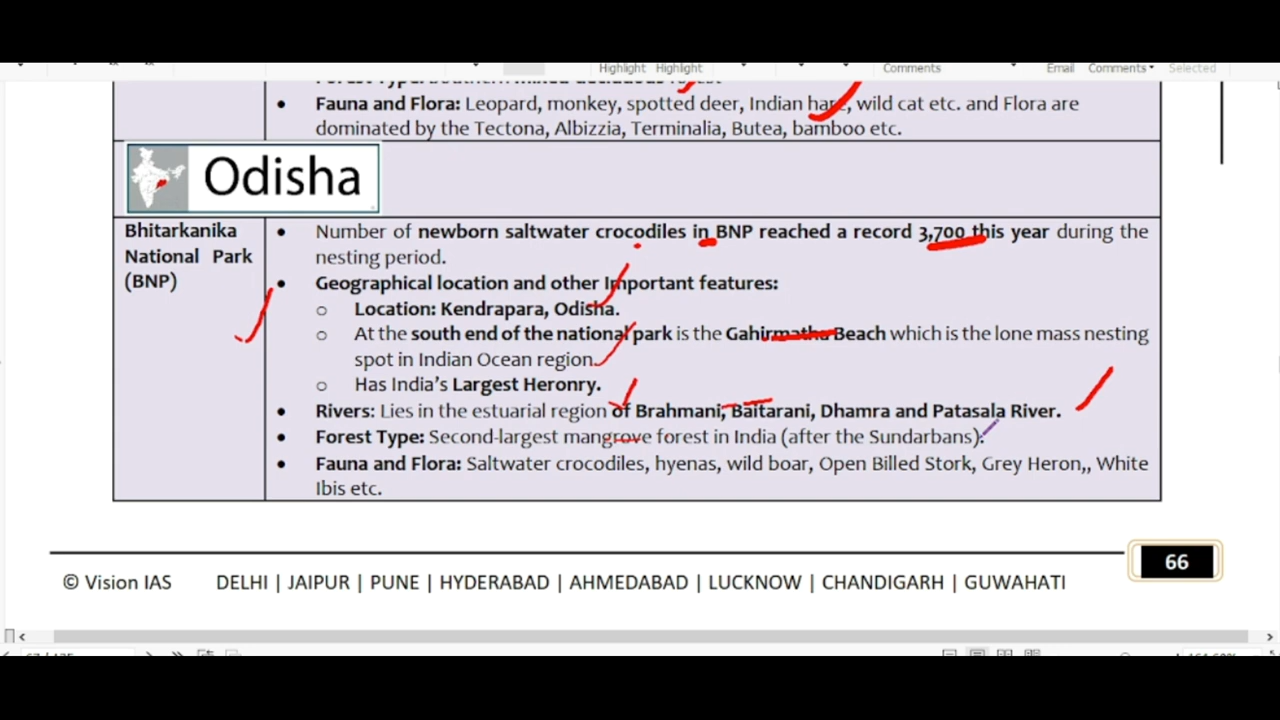 Highlight Highlight Comments Email Comments Selected
Forest Type: Southern mixed deciduous forest
• Fauna and Flora: Leopard, monkey, spotted deer, Indian hare, wild cat etc. and Flora are
dominated by the Tectona, Albizzia, Terminalia, Butea, bamboo etc.
Odisha
Bhitarkanika
National Park
(BNP)
• Number of newborn saltwater crocodiles in BNP reached a record 3,700 this year during the
nesting period.
• Geographical location and other Important features:
o Location: Kendrapara, Odisha.
o At the south end of the national park is the Gahirmatha Beach which is the lone mass nesting
spot in Indian Ocean region.
o Has India's Largest Heronry.
• Rivers: Lies in the estuarial region of Brahmani, Baitarani, Dhamra and Patasala River.
• Forest Type: Second-largest mangrove forest in India (after the Sundarbans).
• Fauna and Flora: Saltwater crocodiles, hyenas, wild boar, Open Billed Stork, Grey Heron,, White
Ibis etc.
66
© Vision IAS DELHI | JAIPUR | PUNE | HYDERABAD | AHMEDABAD | LUCKNOW | CHANDIGARH | GUWAHATI